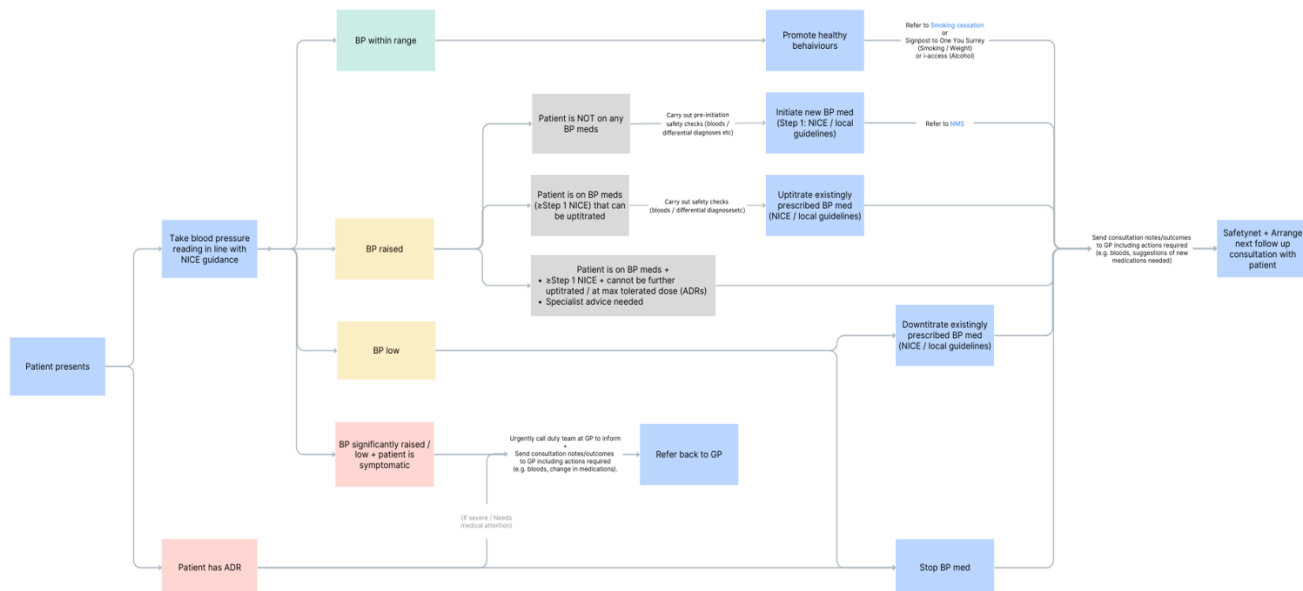 Patient presents
Take blood pressure
reading in line with
NICE guidance
Patient has ADR
BP within range
BP raised
BP low
BP significantly raised /
low + patient is
symptomatic
Patient is NOT on any
BP meds
Patient is on BP meds
(≥Step 1 NICE) that can
be uptitrated
Patient is on BP meds +
• ≥Step 1 NICE + cannot be further
uptitrated / at max tolerated dose (ADRs)
• Specialist advice needed
Carry out pre-initiation
safety checks (bloods /
differential diagnoses etc)
Carry out safety checks
(bloods / differential diagnosesetc)
Urgently call duty team at GP to inform
+
Send consultation notes/outcomes
to GP including actions required
(e.g. bloods, change in medications).
(If severe / Needs
medical attention)
Refer back to GP
Promote healthy
behaiviours
Initiate new BP med
(Step 1: NICE / local
guidelines)
Uptitrate existingly
prescribed BP med
(NICE / local guidelines)
Downtitrate existingly
prescribed BP med
(NICE / local guidelines)
Stop BP med
Refer to Smoking cessation
or
Signpost to One You Surrey
(Smoking / Weight)
or i-access (Alcohol)
Refer to NMS
Send consultation notes/outcomes
to GP including actions required
(e.g. bloods, suggestions of new
medications needed)
Safetynet + Arrange
next follow up
consultation with
patient